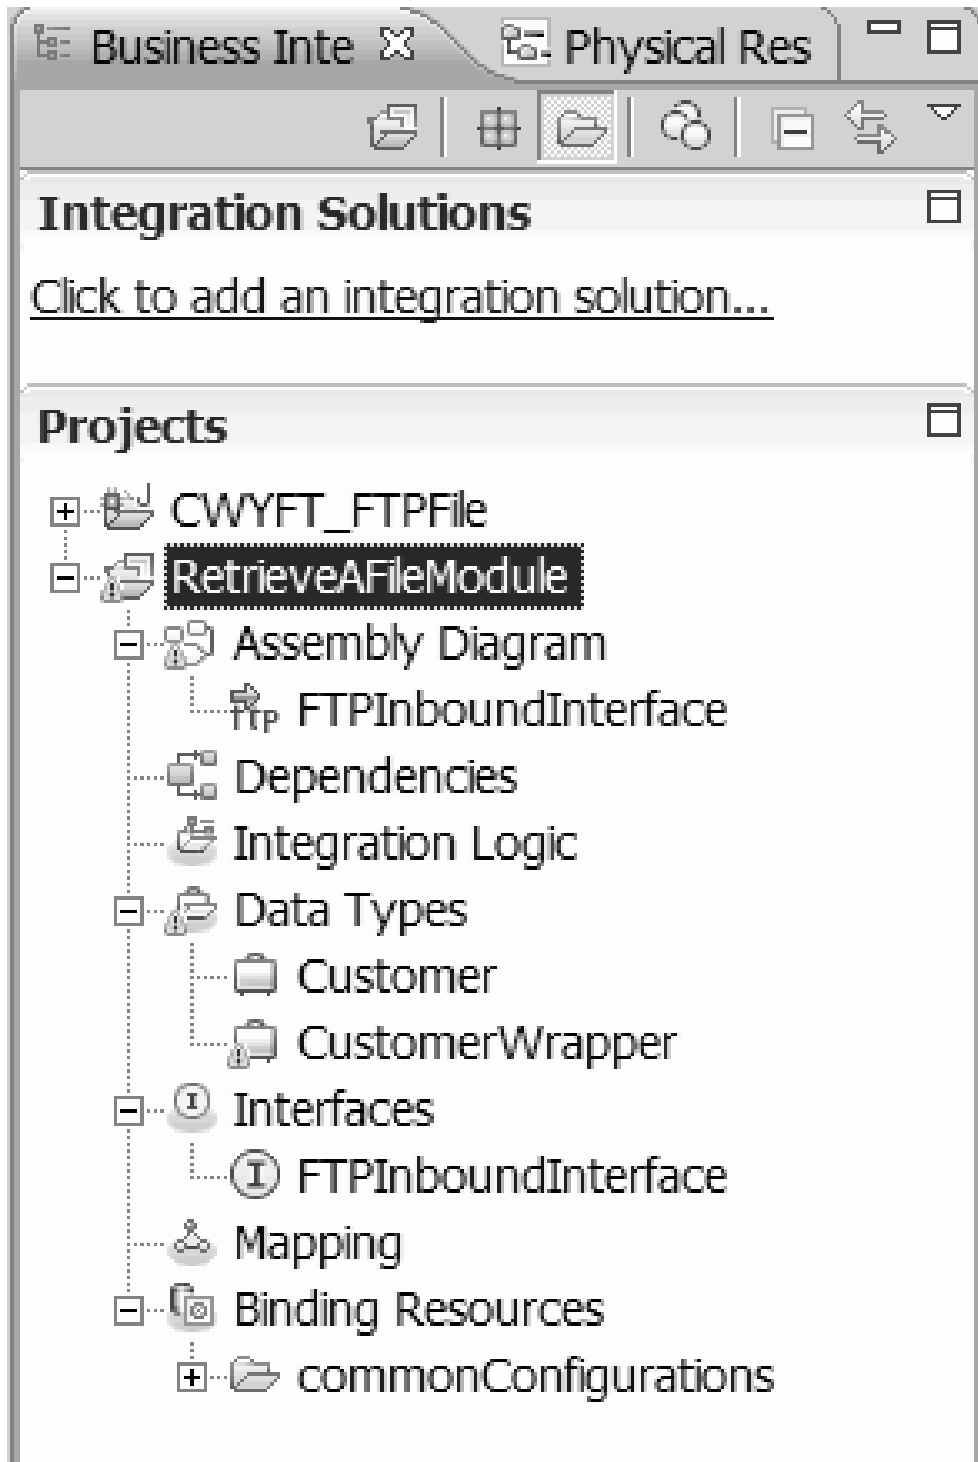 Business Inte Physical Res
Integration Solutions
Click to add an integration solution...
Projects
CWYFT_FTPFile
RetrieveAFileModule
Assembly Diagram
FTP FTPInboundInterface
Dependencies
Integration Logic
Data Types
Customer
CustomerWrapper
I Interfaces
I FTPInboundInterface
Mapping
Binding Resources
commonConfigurations